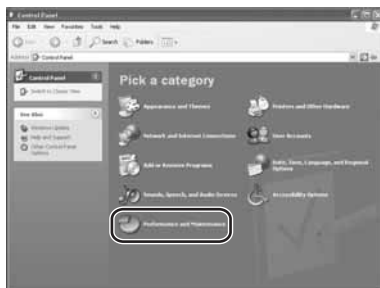 Control Panel
File Edit View Favorites Tools Help
Back Search Folders
Address Control Panel
Control Panel
Switch to Classic View
See Also
Windows Update
Help and Support
Other Control Panel Options
Pick a category
Appearance and Themes
Printers and Other Hardware
Network and Internet Connections
User Accounts
Add or Remove Programs
Date, Time, Language, and Regional Options
Sounds, Speech, and Audio Devices
Accessibility Options
Performance and Maintenance